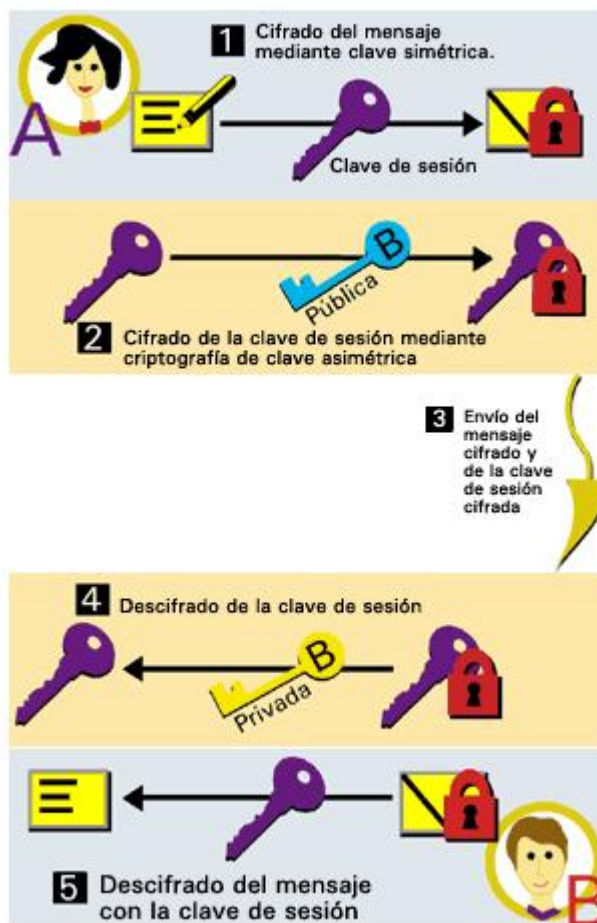 1 Cifrado del mensaje
mediante clave simétrica.
A
Clave de sesión
B
Pública
2 Cifrado de la clave de sesión mediante
criptografía de clave asimétrica
3 Envío del
mensaje
cifrado y
de la clave
de sesión
cifrada
4 Descifrado de la clave de sesión
B
Privada
5 Descifrado del mensaje
con la clave de sesión
B